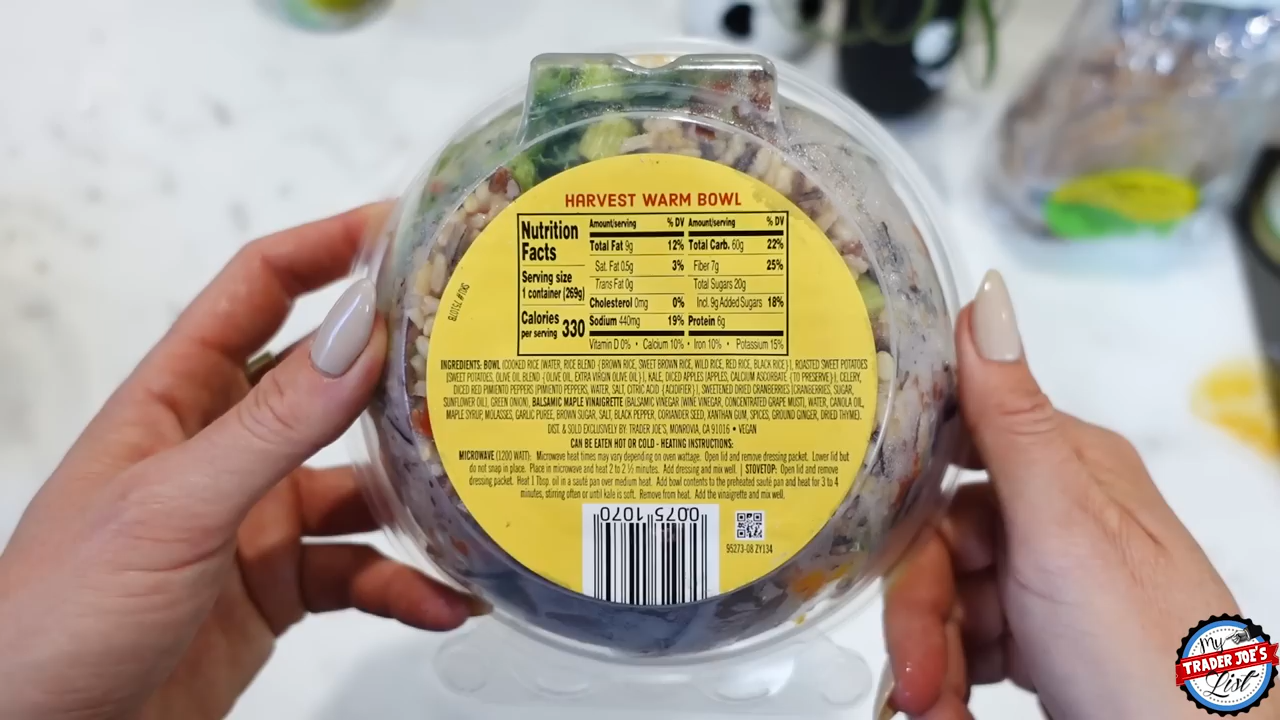 HARVEST WARM BOWL
Nutrition Facts
Serving size
1 container (269g)
Calories per serving 330
Amount/serving % DV Amount/serving % DV
Total Fat 9g 12% Total Carb. 60g 22%
Sat. Fat 0.5g 3% Fiber 7g 25%
Trans Fat 0g Total Sugars 20g
Cholesterol 0mg 0% Incl. 9g Added Sugars 18%
Sodium 440mg 19% Protein 6g
Vitamin D 0% • Calcium 10% • Iron 10% • Potassium 15%
SKU# 75107B
INGREDIENTS: BOWL (COOKED RICE [WATER, RICE BLEND {BROWN RICE, SWEET BROWN RICE, WILD RICE, RED RICE, BLACK RICE}], ROASTED SWEET POTATOES
[SWEET POTATOES, OLIVE OIL BLEND {OLIVE OIL, EXTRA VIRGIN OLIVE OIL}], KALE, DICED APPLES [APPLES, CALCIUM ASCORBATE {TO PRESERVE}], CELERY,
DICED RED PIMIENTO PEPPERS [PIMIENTO PEPPERS, WATER, SALT, CITRIC ACID {ACIDIFIER}], SWEETENED DRIED CRANBERRIES [CRANBERRIES, SUGAR,
SUNFLOWER OIL], GREEN ONION), BALSAMIC MAPLE VINAIGRETTE (BALSAMIC VINEGAR [WINE VINEGAR, CONCENTRATED GRAPE MUST], WATER, CANOLA OIL,
MAPLE SYRUP, MOLASSES, GARLIC PUREE, BROWN SUGAR, SALT, BLACK PEPPER, CORIANDER SEED, XANTHAN GUM, SPICES, GROUND GINGER, DRIED THYME).
DIST. & SOLD EXCLUSIVELY BY: TRADER JOE'S, MONROVIA, CA 91016 • VEGAN
CAN BE EATEN HOT OR COLD - HEATING INSTRUCTIONS:
MICROWAVE (1200 WATT): Microwave heat times may vary depending on oven wattage. Open lid and remove dressing packet. Lower lid but
do not snap in place. Place in microwave and heat 2 to 2 ½ minutes. Add dressing and mix well. | STOVETOP: Open lid and remove
dressing packet. Heat 1 Tbsp. oil in a sauté pan over medium heat. Add bowl contents to the preheated sauté pan and heat for 3 to 4
minutes, stirring often or until kale is soft. Remove from heat. Add the vinaigrette and mix well.
0075 1070
95273-08 ZY134
My
TRADER JOE'S
List